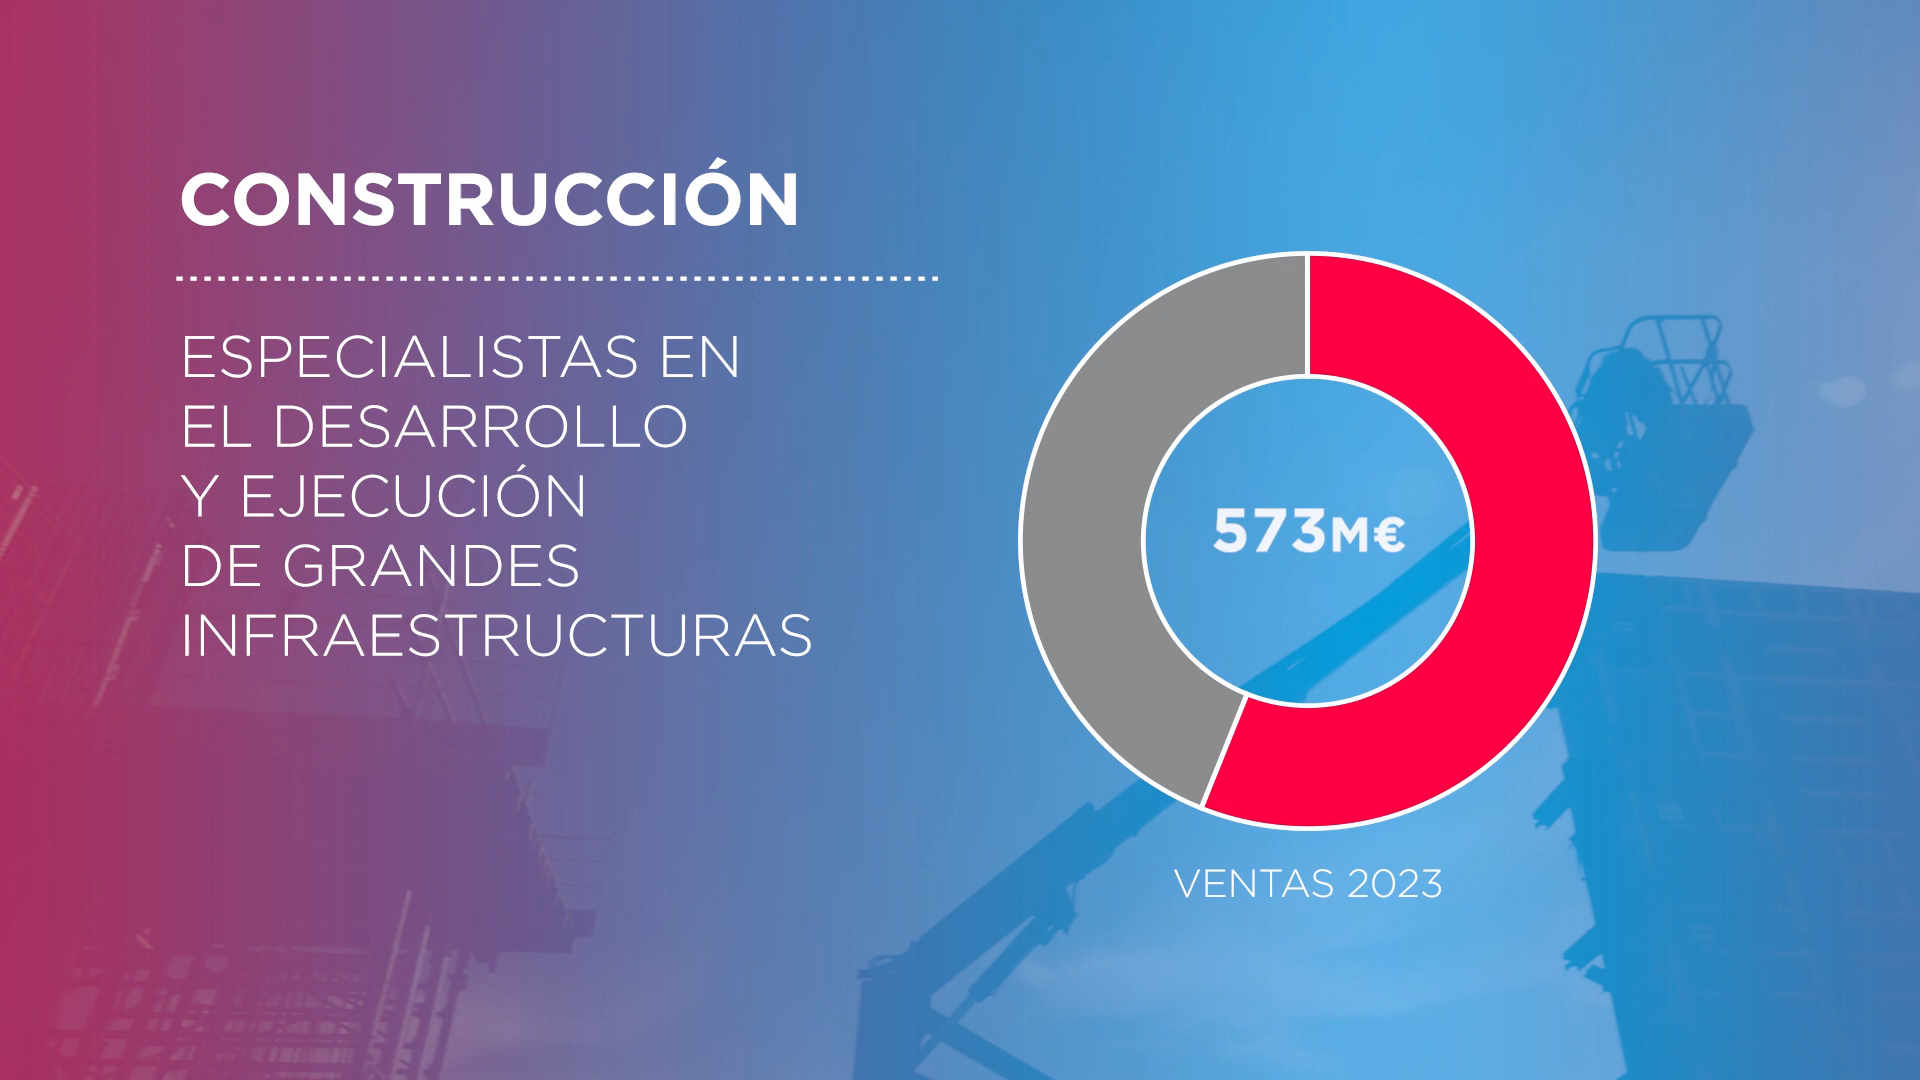 CONSTRUCCIÓN
ESPECIALISTAS EN
EL DESARROLLO
Y EJECUCIÓN
DE GRANDES
INFRAESTRUCTURAS
573M€
VENTAS 2023